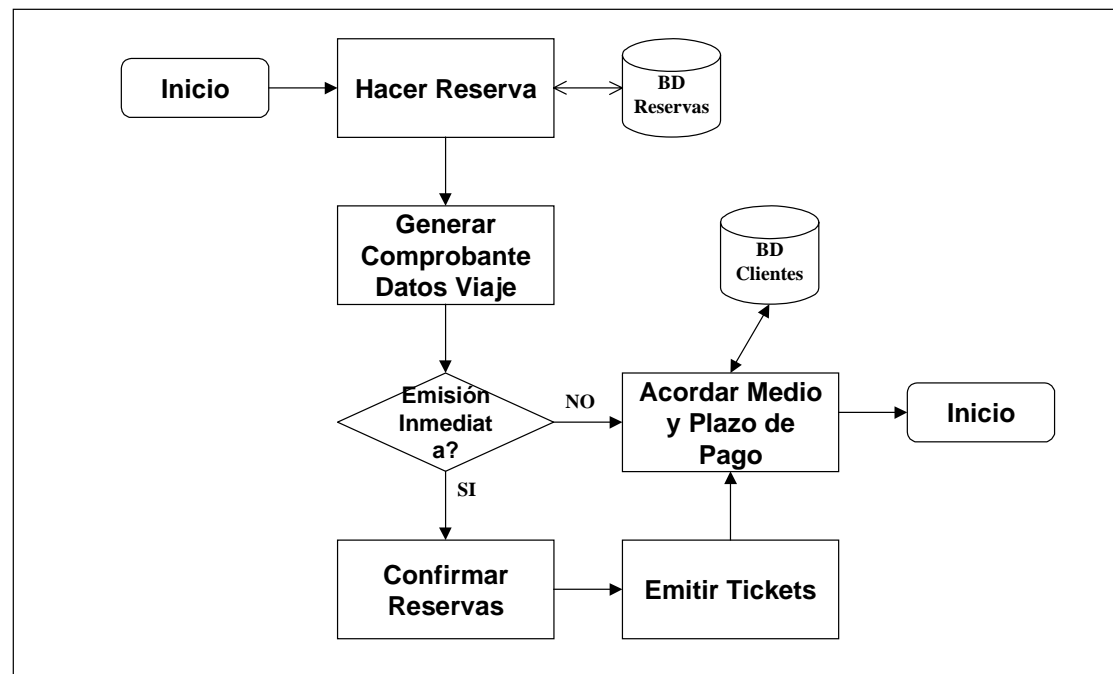 Inicio
Hacer Reserva
BD
Reservas
Generar
Comprobante
Datos Viaje
BD
Clientes
Emisión
Inmediat
a?
NO
Acordar Medio
y Plazo de
Pago
Inicio
SI
Confirmar
Reservas
Emitir Tickets